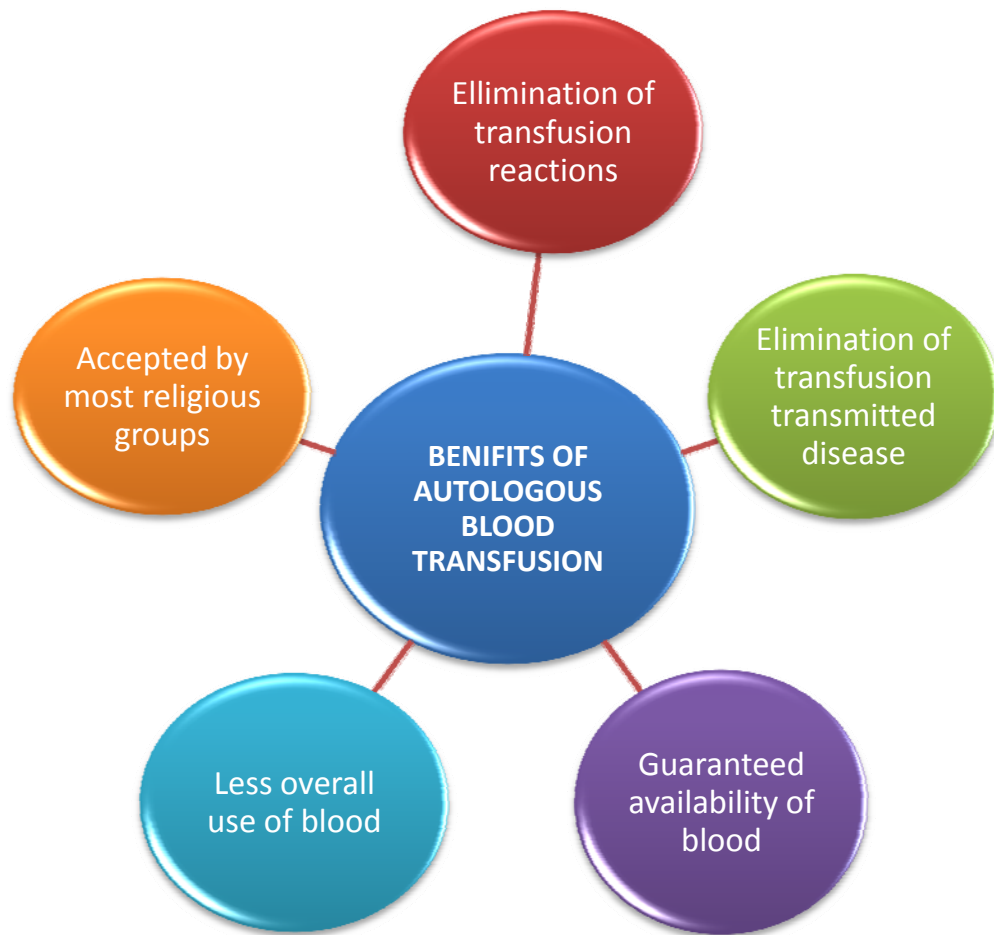 Ellimination of
transfusion
reactions
Elimination of
transfusion
transmitted
disease
Accepted by
most religious
groups
BENIFITS OF
AUTOLOGOUS
BLOOD
TRANSFUSION
Guaranteed
availability of
blood
Less overall
use of blood